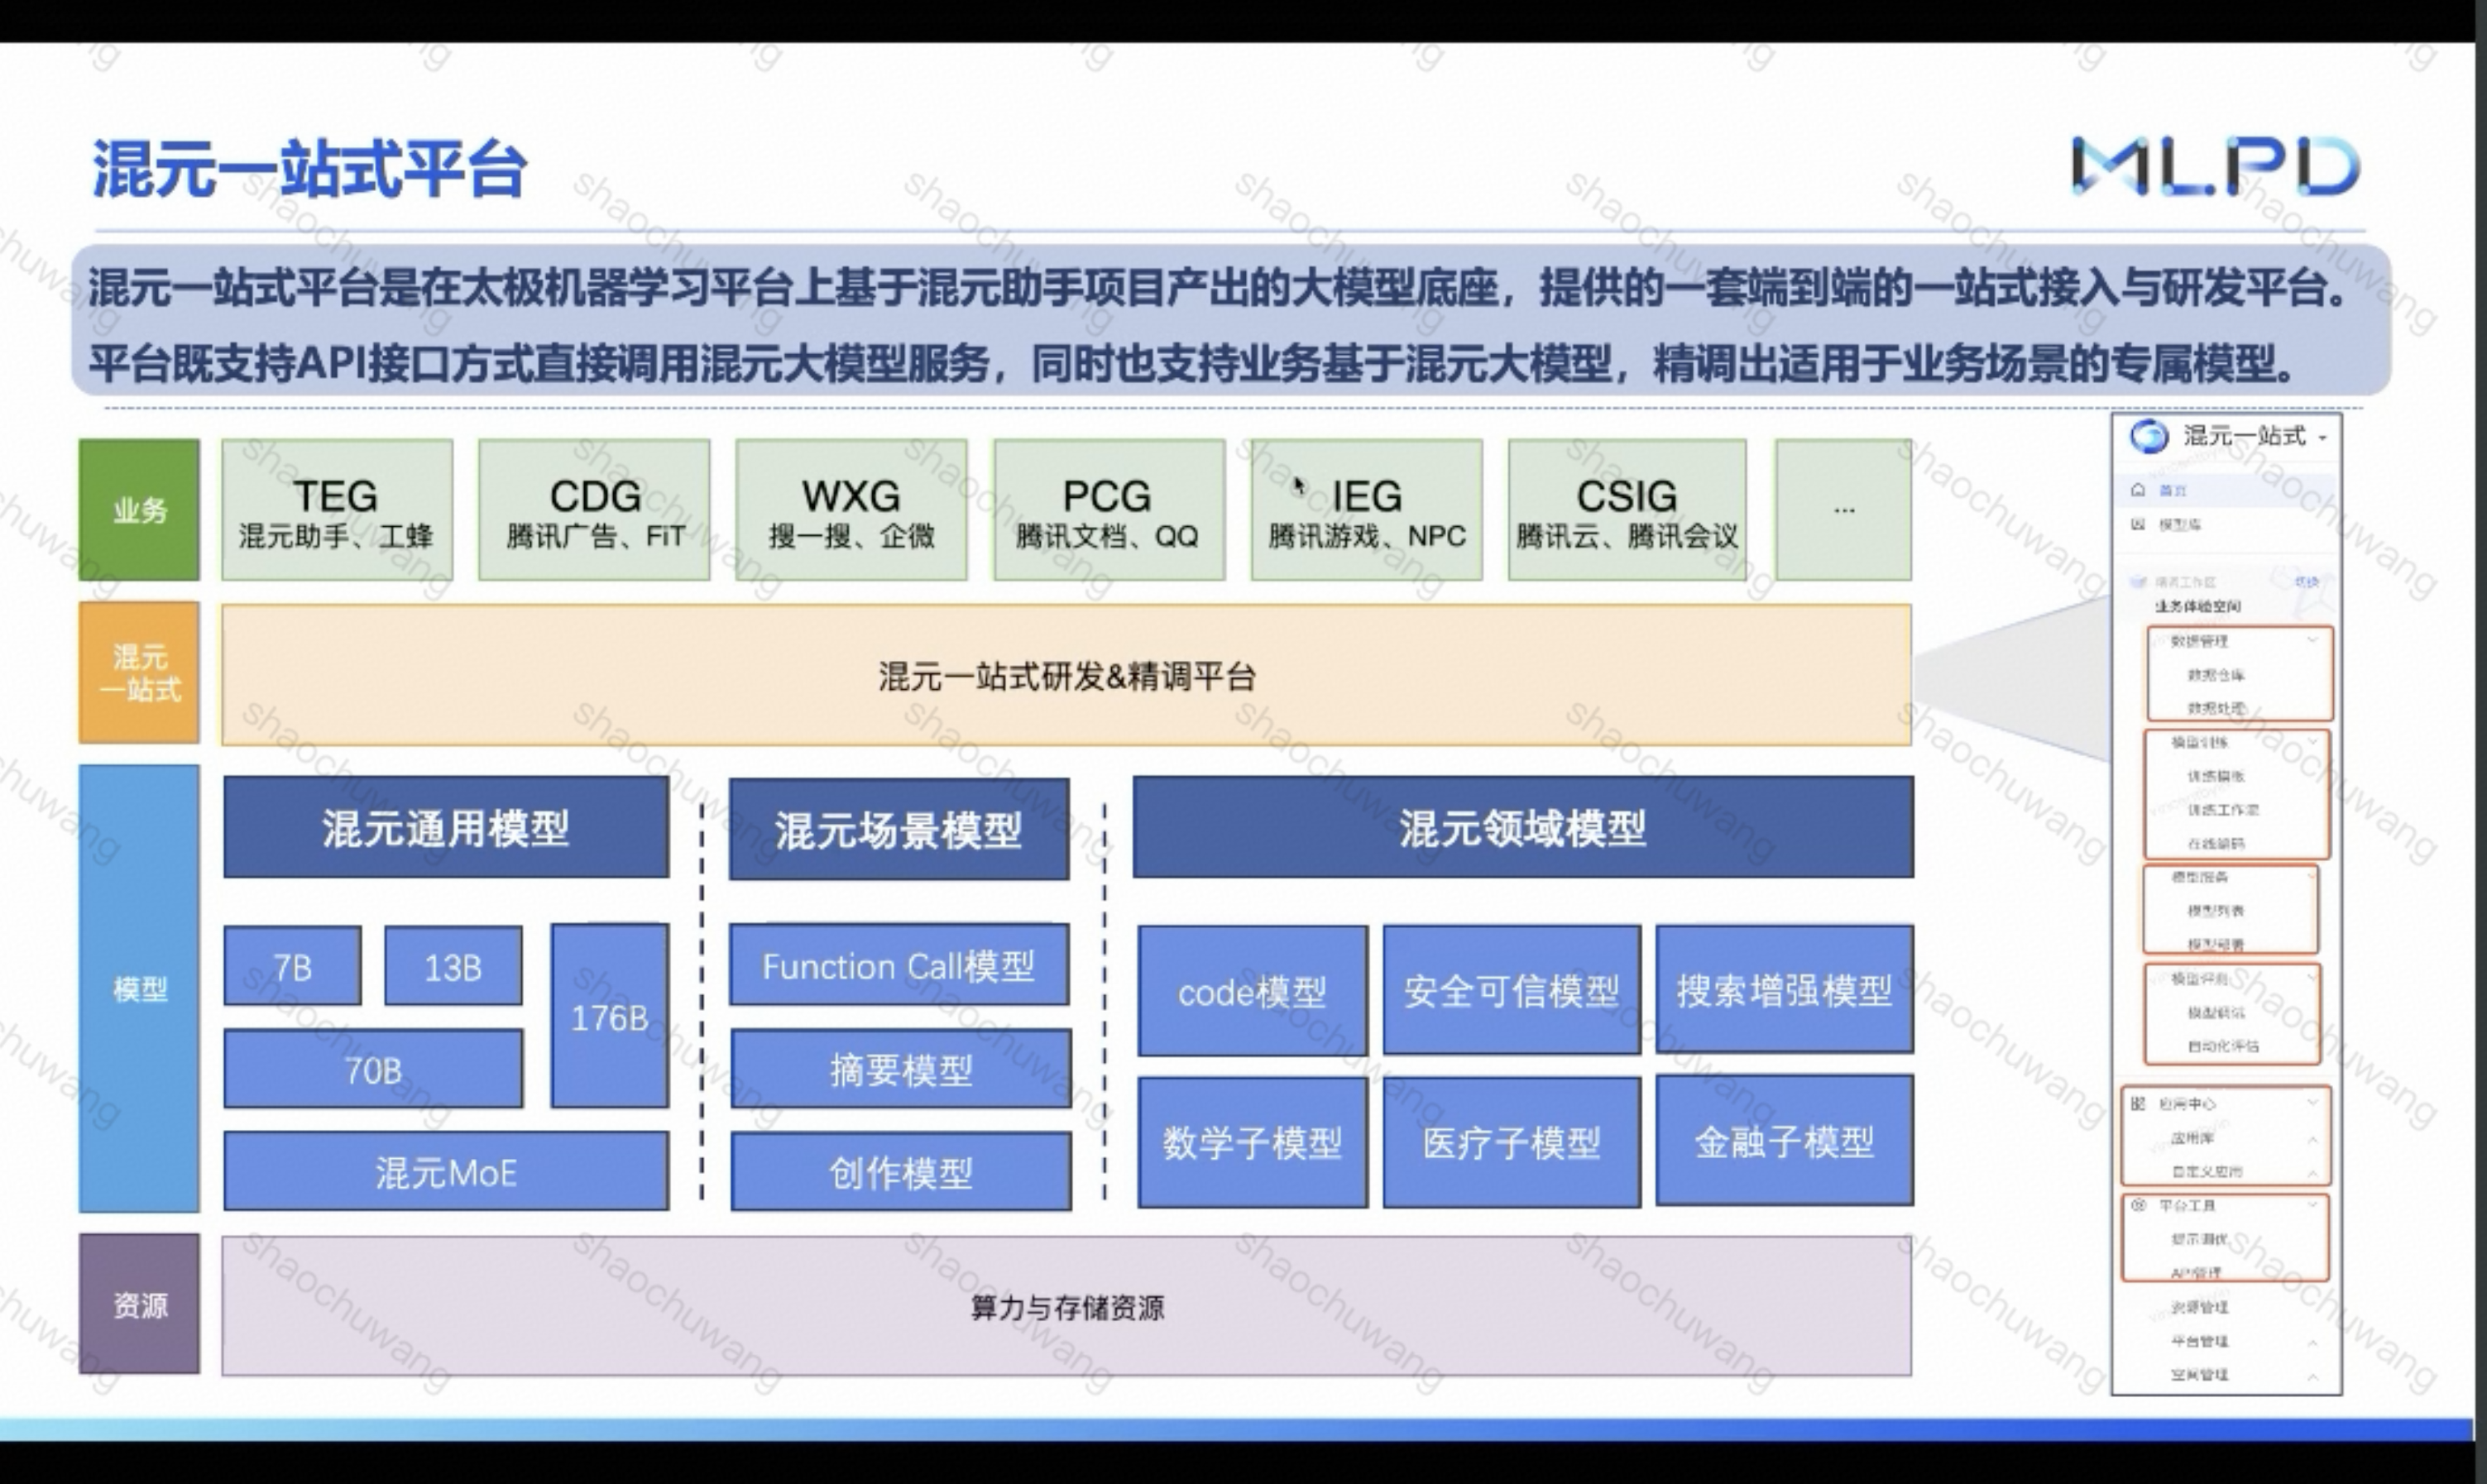 混元一站式平台
MLPD
混元一站式平台是在太极机器学习平台上基于混元助手项目产出的大模型底座，提供的一套端到端的一站式接入与研发平台。
平台既支持API接口方式直接调用混元大模型服务，同时也支持业务基于混元大模型，精调出适用于业务场景的专属模型。
业务
TEG
混元助手、工蜂
CDG
腾讯广告、FiT
WXG
搜一搜、企微
PCG
腾讯文档、QQ
IEG
腾讯游戏、NPC
CSIG
腾讯云、腾讯会议
...
混元
一站式
混元一站式研发&精调平台
模型
混元通用模型
7B
13B
176B
70B
混元MoE
混元场景模型
Function Call模型
摘要模型
创作模型
混元领域模型
code模型
安全可信模型
搜索增强模型
数学子模型
医疗子模型
金融子模型
资源
算力与存储资源
混元一站式
首页
模型库
精调工作区
切换
业务体验空间
数据管理
数据仓库
数据处理
模型训练
训练模板
训练工作流
在线编码
模型服务
模型列表
模型部署
模型评测
模型调试
自动化评估
应用中心
应用库
自定义应用
平台工具
提示调优
API管理
资源管理
平台管理
空间管理
shaochuwang